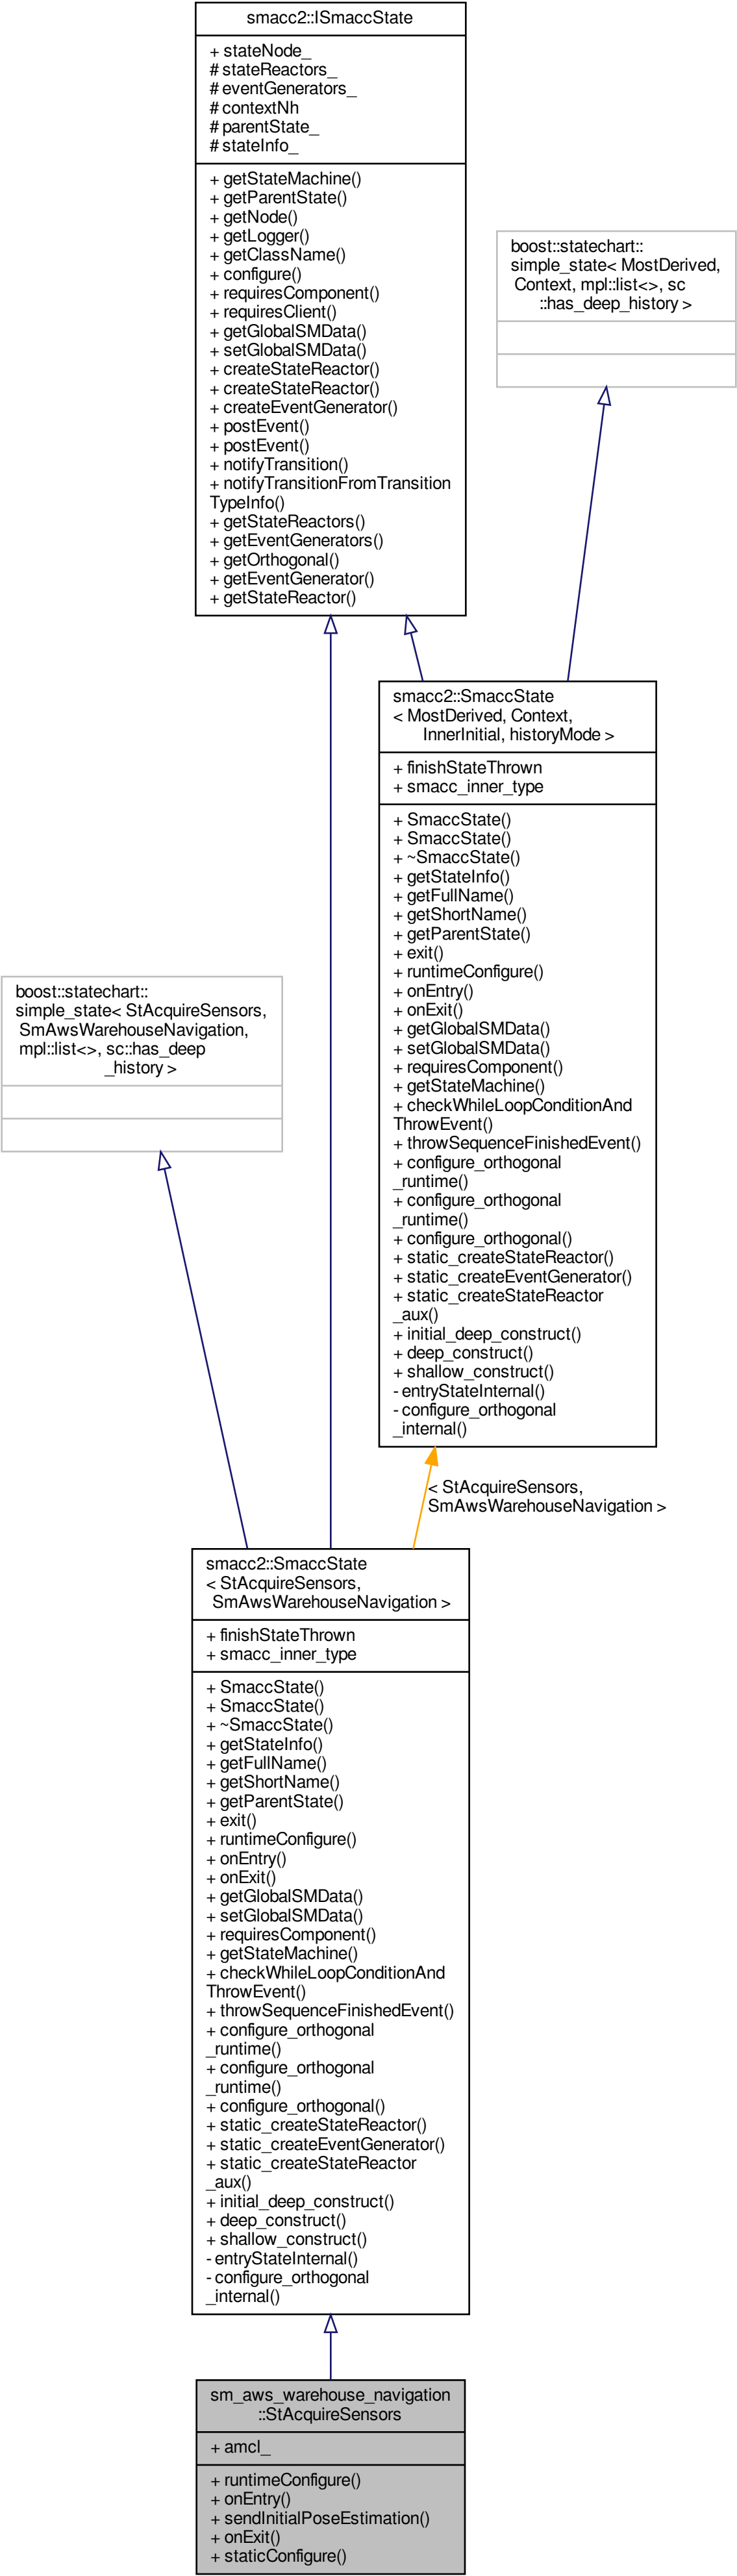 smacc2::ISmaccState
+ stateNode_
# stateReactors_
# eventGenerators_
# contextNh
# parentState_
# stateInfo_
+ getStateMachine()
+ getParentState()
+ getNode()
+ getLogger()
+ getClassName()
+ configure()
+ requiresComponent()
+ requiresClient()
+ getGlobalSMData()
+ setGlobalSMData()
+ createStateReactor()
+ createStateReactor()
+ createEventGenerator()
+ postEvent()
+ postEvent()
+ notifyTransition()
+ notifyTransitionFromTransition
TypeInfo()
+ getStateReactors()
+ getEventGenerators()
+ getOrthogonal()
+ getEventGenerator()
+ getStateReactor()
boost::statechart::
simple_state< MostDerived,
Context, mpl::list<>, sc
::has_deep_history >
smacc2::SmaccState
< MostDerived, Context,
InnerInitial, historyMode >
+ finishStateThrown
+ smacc_inner_type
+ SmaccState()
+ SmaccState()
+ ~SmaccState()
+ getStateInfo()
+ getFullName()
+ getShortName()
+ getParentState()
+ exit()
+ runtimeConfigure()
+ onEntry()
+ onExit()
+ getGlobalSMData()
+ setGlobalSMData()
+ requiresComponent()
+ getStateMachine()
+ checkWhileLoopConditionAnd
ThrowEvent()
+ throwSequenceFinishedEvent()
+ configure_orthogonal
_runtime()
+ configure_orthogonal
_runtime()
+ configure_orthogonal()
+ static_createStateReactor()
+ static_createEventGenerator()
+ static_createStateReactor
_aux()
+ initial_deep_construct()
+ deep_construct()
+ shallow_construct()
- entryStateInternal()
- configure_orthogonal
_internal()
boost::statechart::
simple_state< StAcquireSensors,
SmAwsWarehouseNavigation,
mpl::list<>, sc::has_deep
_history >
< StAcquireSensors,
SmAwsWarehouseNavigation >
smacc2::SmaccState
< StAcquireSensors,
SmAwsWarehouseNavigation >
+ finishStateThrown
+ smacc_inner_type
+ SmaccState()
+ SmaccState()
+ ~SmaccState()
+ getStateInfo()
+ getFullName()
+ getShortName()
+ getParentState()
+ exit()
+ runtimeConfigure()
+ onEntry()
+ onExit()
+ getGlobalSMData()
+ setGlobalSMData()
+ requiresComponent()
+ getStateMachine()
+ checkWhileLoopConditionAnd
ThrowEvent()
+ throwSequenceFinishedEvent()
+ configure_orthogonal
_runtime()
+ configure_orthogonal
_runtime()
+ configure_orthogonal()
+ static_createStateReactor()
+ static_createEventGenerator()
+ static_createStateReactor
_aux()
+ initial_deep_construct()
+ deep_construct()
+ shallow_construct()
- entryStateInternal()
- configure_orthogonal
_internal()
sm_aws_warehouse_navigation
::StAcquireSensors
+ amcl_
+ runtimeConfigure()
+ onEntry()
+ sendInitialPoseEstimation()
+ onExit()
+ staticConfigure()